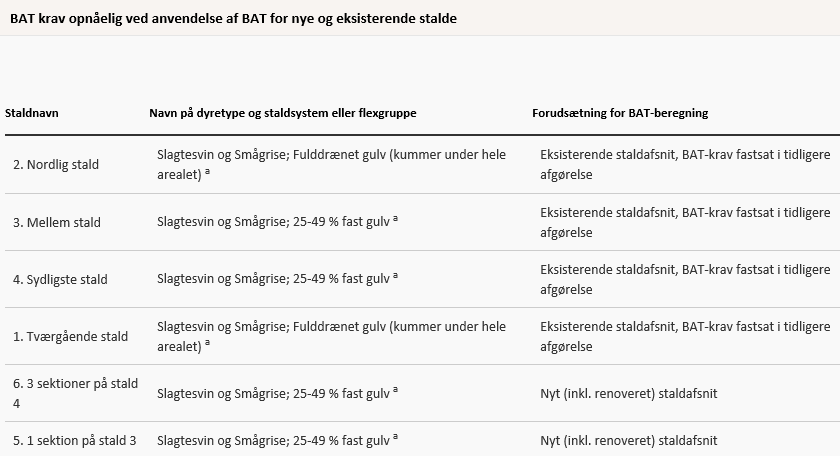 BAT krav opnåelig ved anvendelse af BAT for nye og eksisterende stalde
Staldnavn Navn på dyretype og staldsystem eller flexgruppe Forudsætning for BAT-beregning
2. Nordlig stald Slagtesvin og Smågrise; Fulddrænet gulv (kummer under hele arealet) a Eksisterende staldafsnit, BAT-krav fastsat i tidligere afgørelse
3. Mellem stald Slagtesvin og Smågrise; 25-49 % fast gulv a Eksisterende staldafsnit, BAT-krav fastsat i tidligere afgørelse
4. Sydligste stald Slagtesvin og Smågrise; 25-49 % fast gulv a Eksisterende staldafsnit, BAT-krav fastsat i tidligere afgørelse
1. Tværgående stald Slagtesvin og Smågrise; Fulddrænet gulv (kummer under hele arealet) a Eksisterende staldafsnit, BAT-krav fastsat i tidligere afgørelse
6. 3 sektioner på stald 4 Slagtesvin og Smågrise; 25-49 % fast gulv a Nyt (inkl. renoveret) staldafsnit
5. 1 sektion på stald 3 Slagtesvin og Smågrise; 25-49 % fast gulv a Nyt (inkl. renoveret) staldafsnit